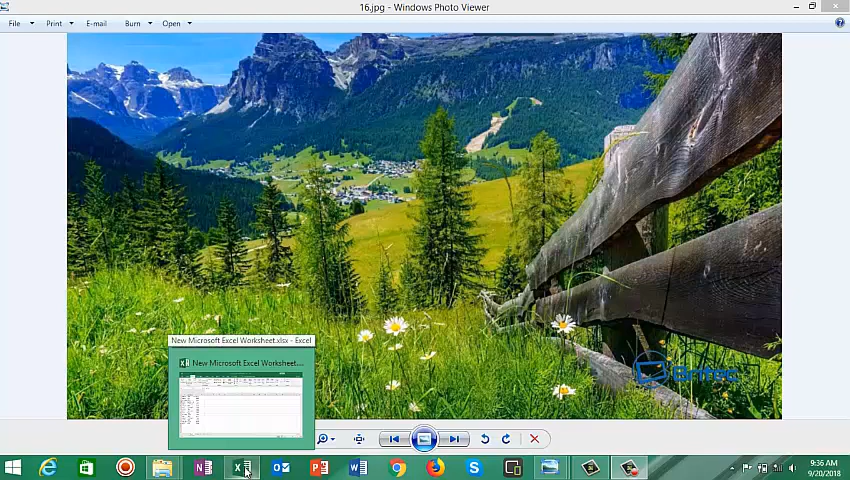 16.jpg - Windows Photo Viewer
File Print E-mail Burn Open
New Microsoft Excel Worksheet.xlsx - Excel
New Microsoft Excel Worksheet...
Britec
9:36 AM
9/20/2018